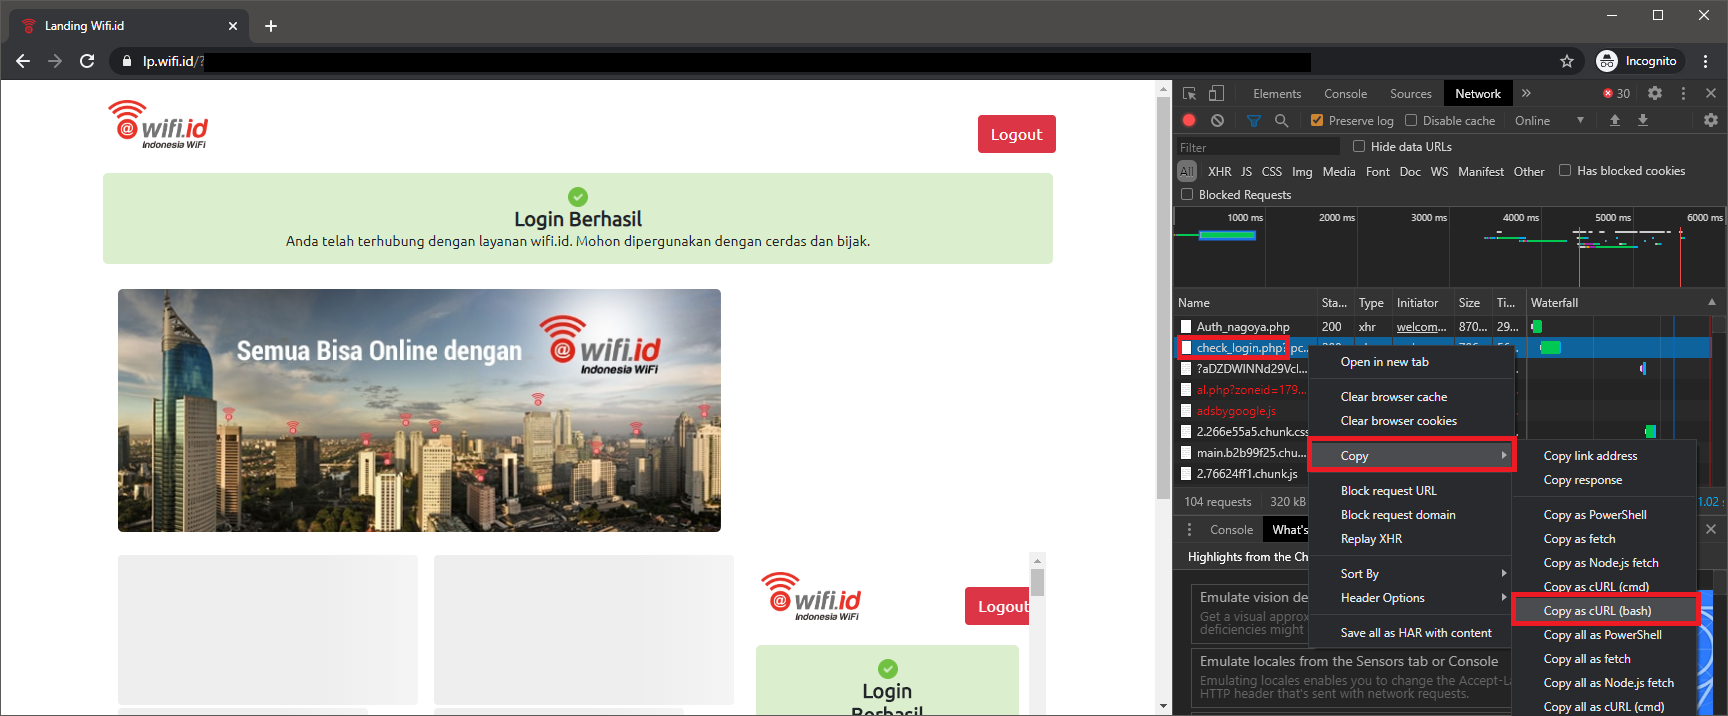 Landing Wifi.id
lp.wifi.id/?
Incognito
@wifi.id
Indonesia WiFi
Logout
Login Berhasil
Anda telah terhubung dengan layanan wifi.id. Mohon dipergunakan dengan cerdas dan bijak.
Semua Bisa Online dengan
@wifi.id
Indonesia WiFi
@wifi.id
Indonesia WiFi
Logout
Login
Berhasil
Elements Console Sources Network » 30
Preserve log Disable cache Online
Filter Hide data URLs
All XHR JS CSS Img Media Font Doc WS Manifest Other Has blocked cookies
Blocked Requests
1000 ms 2000 ms 3000 ms 4000 ms 5000 ms 6000 ms
Name Sta... Type Initiator Size Ti... Waterfall
Auth_nagoya.php 200 xhr welcom... 870... 29...
check_login.php? pc...
?aDZDWINNd29Vcl...
al.php?zoneid=179...
adsbygoogle.js
2.266e55a5.chunk.css
main.b2b99f25.chu...
2.76624ff1.chunk.js
104 requests 320 kB 1.02 s
Console What's
Highlights from the Ch
Emulate vision de
Get a visual approx
deficiencies might
Emulate locales from the Sensors tab or Console
Emulating locales enables you to change the Accept-La
HTTP header that's sent with network requests.
Open in new tab
Clear browser cache
Clear browser cookies
Copy
Block request URL
Block request domain
Replay XHR
Sort By
Header Options
Save all as HAR with content
Copy link address
Copy response
Copy as PowerShell
Copy as fetch
Copy as Node.js fetch
Copy as cURL (cmd)
Copy as cURL (bash)
Copy all as PowerShell
Copy all as fetch
Copy all as Node.js fetch
Copy all as cURL (cmd)